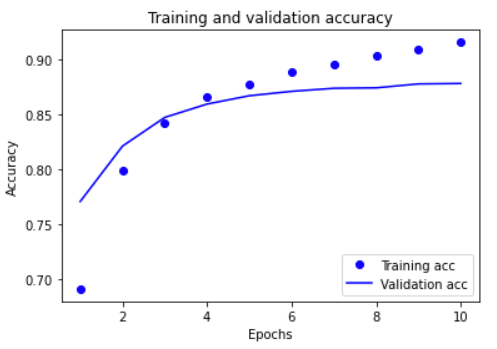 Training and validation accuracy
0.90
0.85
0.80
0.75
0.70
Accuracy
Training acc
Validation acc
2
4
6
8
10
Epochs